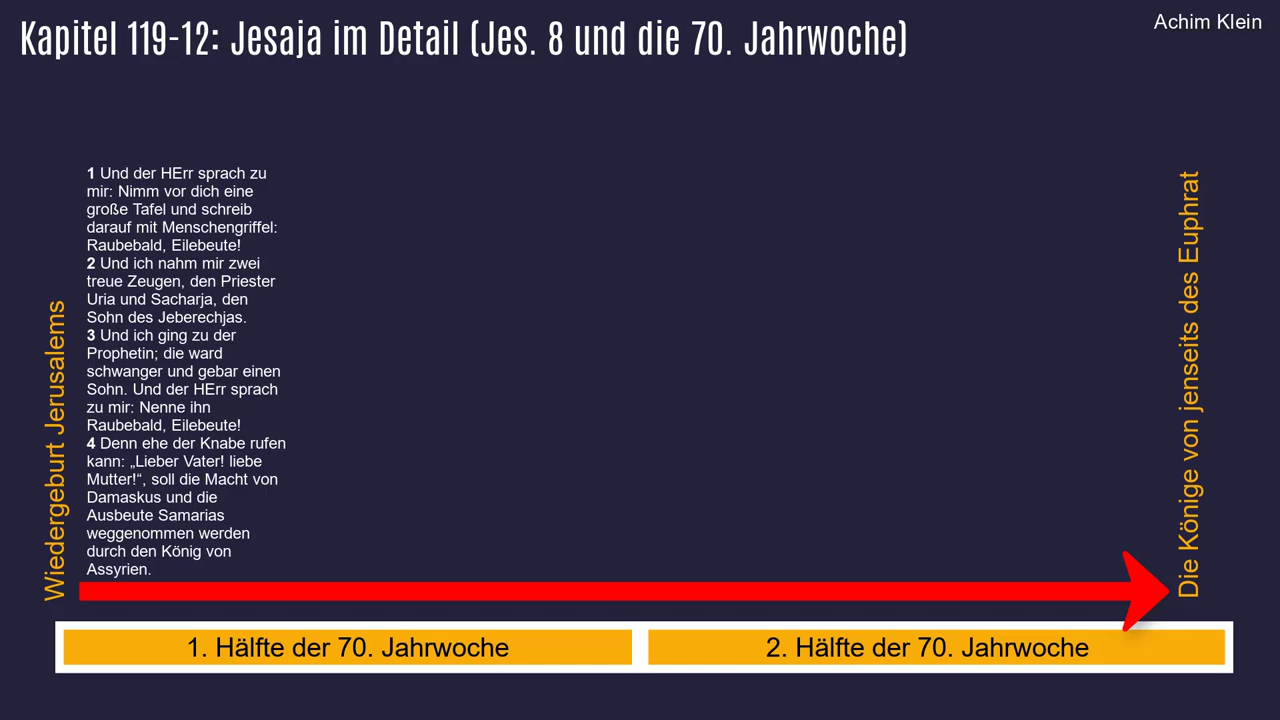 Kapitel 119-12: Jesaja im Detail (Jes. 8 und die 70. Jahrwoche)
Achim Klein
1 Und der HErr sprach zu
mir: Nimm vor dich eine
große Tafel und schreib
darauf mit Menschengriffel:
Raubebald, Eilebeute!
2 Und ich nahm mir zwei
treue Zeugen, den Priester
Uria und Sacharja, den
Sohn des Jeberechjas.
3 Und ich ging zu der
Prophetin; die ward
schwanger und gebar einen
Sohn. Und der HErr sprach
zu mir: Nenne ihn
Raubebald, Eilebeute!
4 Denn ehe der Knabe rufen
kann: „Lieber Vater! liebe
Mutter!“, soll die Macht von
Damaskus und die
Ausbeute Samarias
weggenommen werden
durch den König von
Assyrien.
Wiedergeburt Jerusalems
Die Könige von jenseits des Euphrat
1. Hälfte der 70. Jahrwoche
2. Hälfte der 70. Jahrwoche